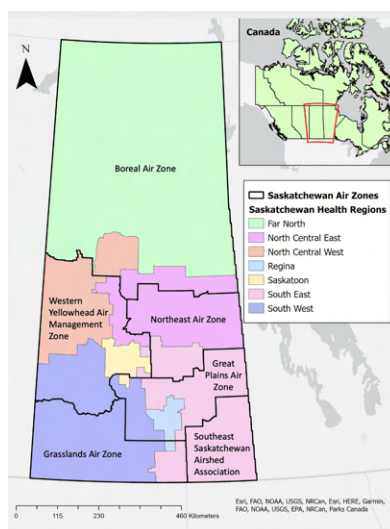 Canada
N
Boreal Air Zone
Saskatchewan Air Zones
Saskatchewan Health Regions
Far North
North Central East
North Central West
Regina
Saskatoon
South East
South West
Western
Yellowhead Air
Management
Zone
Northeast Air Zone
Great
Plains Air
Zone
Grasslands Air Zone
Southeast
Saskatchewan
Airshed
Association
0 115 230 460 Kilometers
Esri, FAO, NOAA, USGS, NRCan, Esri, HERE, Garmin,
FAO, NOAA, USGS, EPA, NRCan, Parks Canada